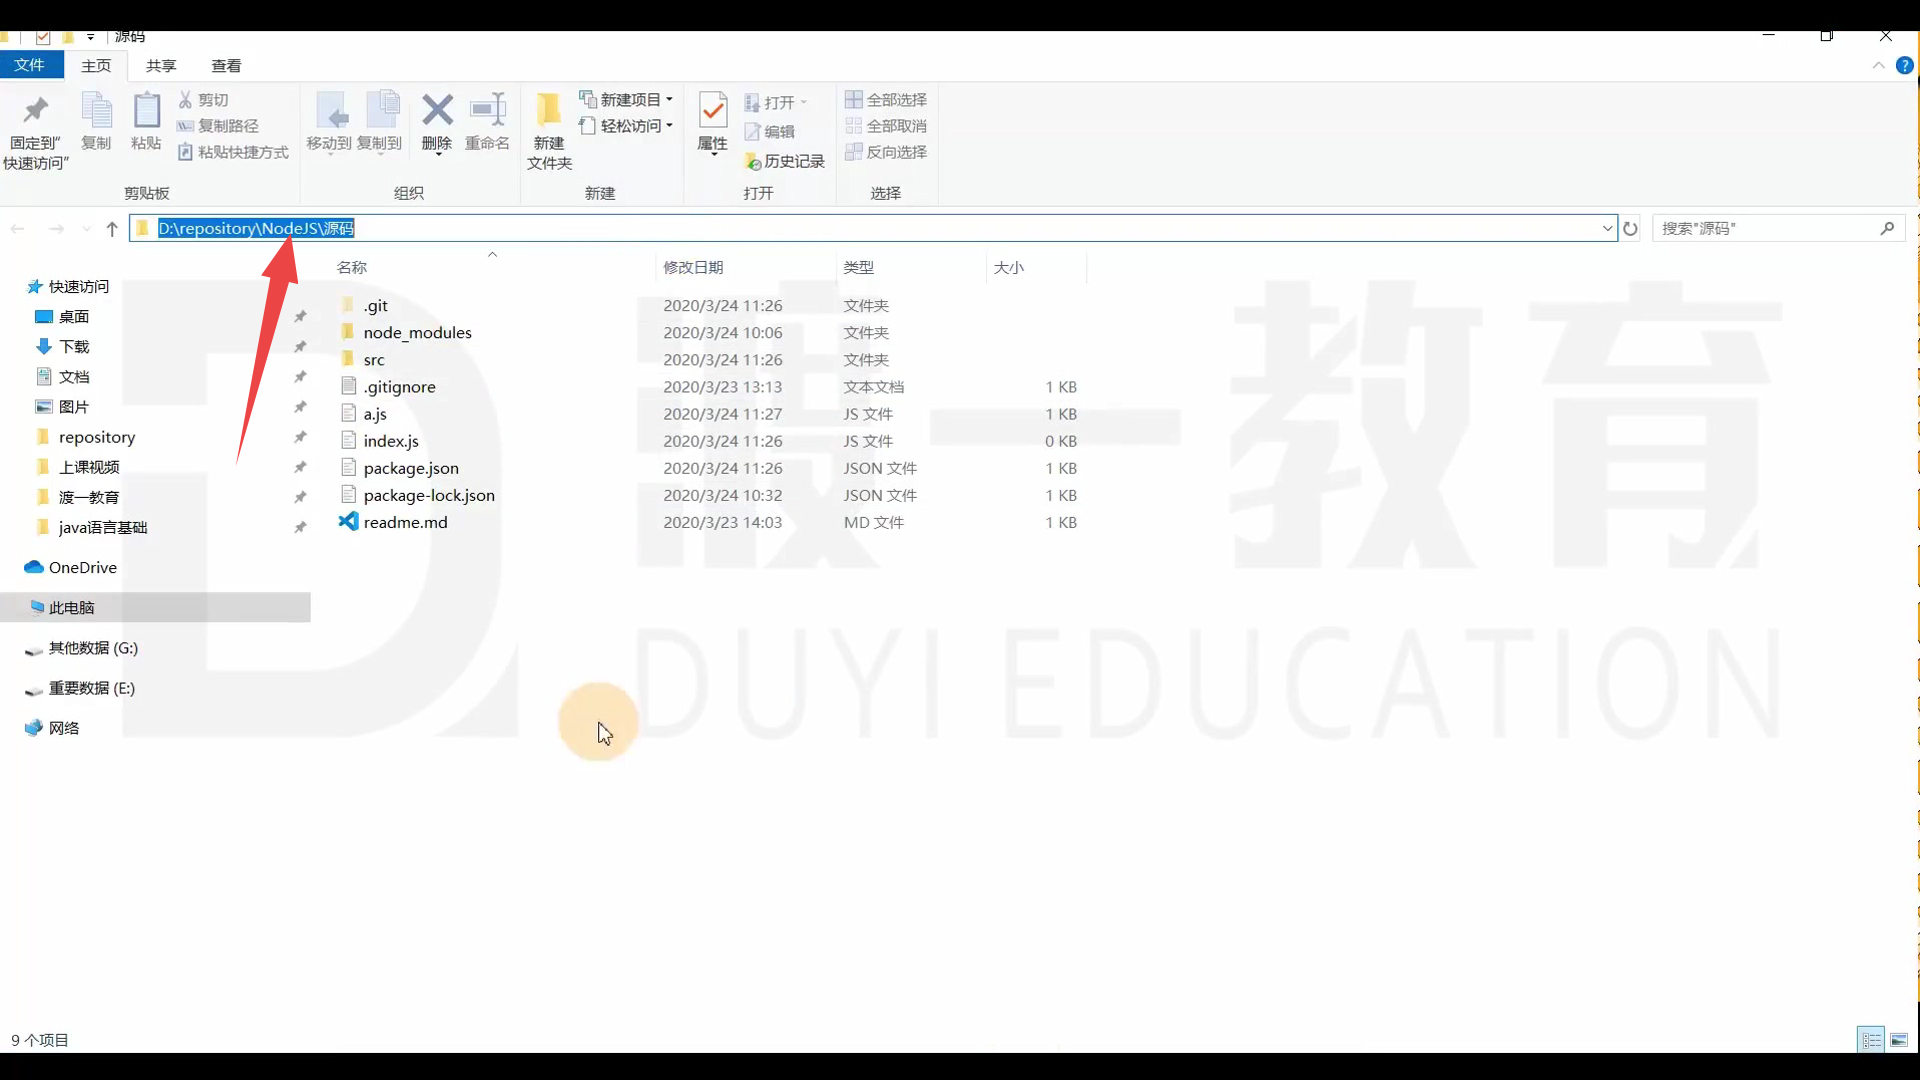 源码
文件 主页 共享 查看
固定到"快速访问" 复制 粘贴 剪切 复制路径 粘贴快捷方式
移动到 复制到 删除 重命名
新建文件夹 新建项目 轻松访问
属性 打开 编辑 历史记录
全部选择 全部取消 反向选择
剪贴板 组织 新建 打开 选择
D:\repository\NodeJS\源码 搜索"源码"
名称 修改日期 类型 大小
快速访问
桌面
下载
文档
图片
repository
上课视频
渡一教育
java语言基础
OneDrive
此电脑
其他数据 (G:)
重要数据 (E:)
网络
.git 2020/3/24 11:26 文件夹
node_modules 2020/3/24 10:06 文件夹
src 2020/3/24 11:26 文件夹
.gitignore 2020/3/23 13:13 文本文档 1 KB
a.js 2020/3/24 11:27 JS 文件 1 KB
index.js 2020/3/24 11:26 JS 文件 0 KB
package.json 2020/3/24 11:26 JSON 文件 1 KB
package-lock.json 2020/3/24 10:32 JSON 文件 1 KB
readme.md 2020/3/23 14:03 MD 文件 1 KB
渡一教育
DUYI EDUCATION
9 个项目